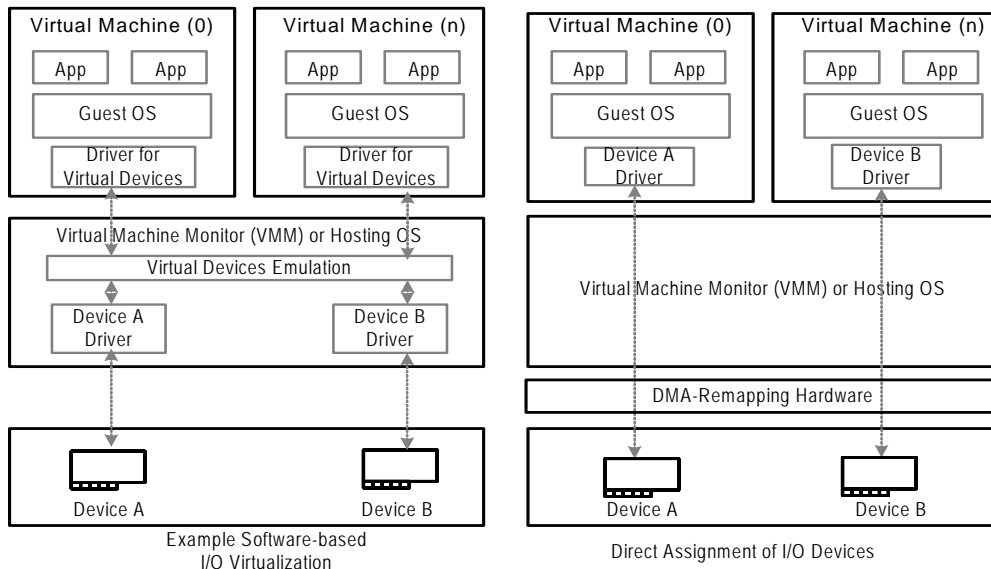 Virtual Machine (0)
App App
Guest OS
Driver for
Virtual Devices
Virtual Machine (n)
App App
Guest OS
Driver for
Virtual Devices
Virtual Machine Monitor (VMM) or Hosting OS
Virtual Devices Emulation
Device A
Driver
Device B
Driver
Device A
Device B
Example Software-based
I/O Virtualization
Virtual Machine (0)
App App
Guest OS
Device A
Driver
Virtual Machine (n)
App App
Guest OS
Device B
Driver
Virtual Machine Monitor (VMM) or Hosting OS
DMA-Remapping Hardware
Device A
Device B
Direct Assignment of I/O Devices